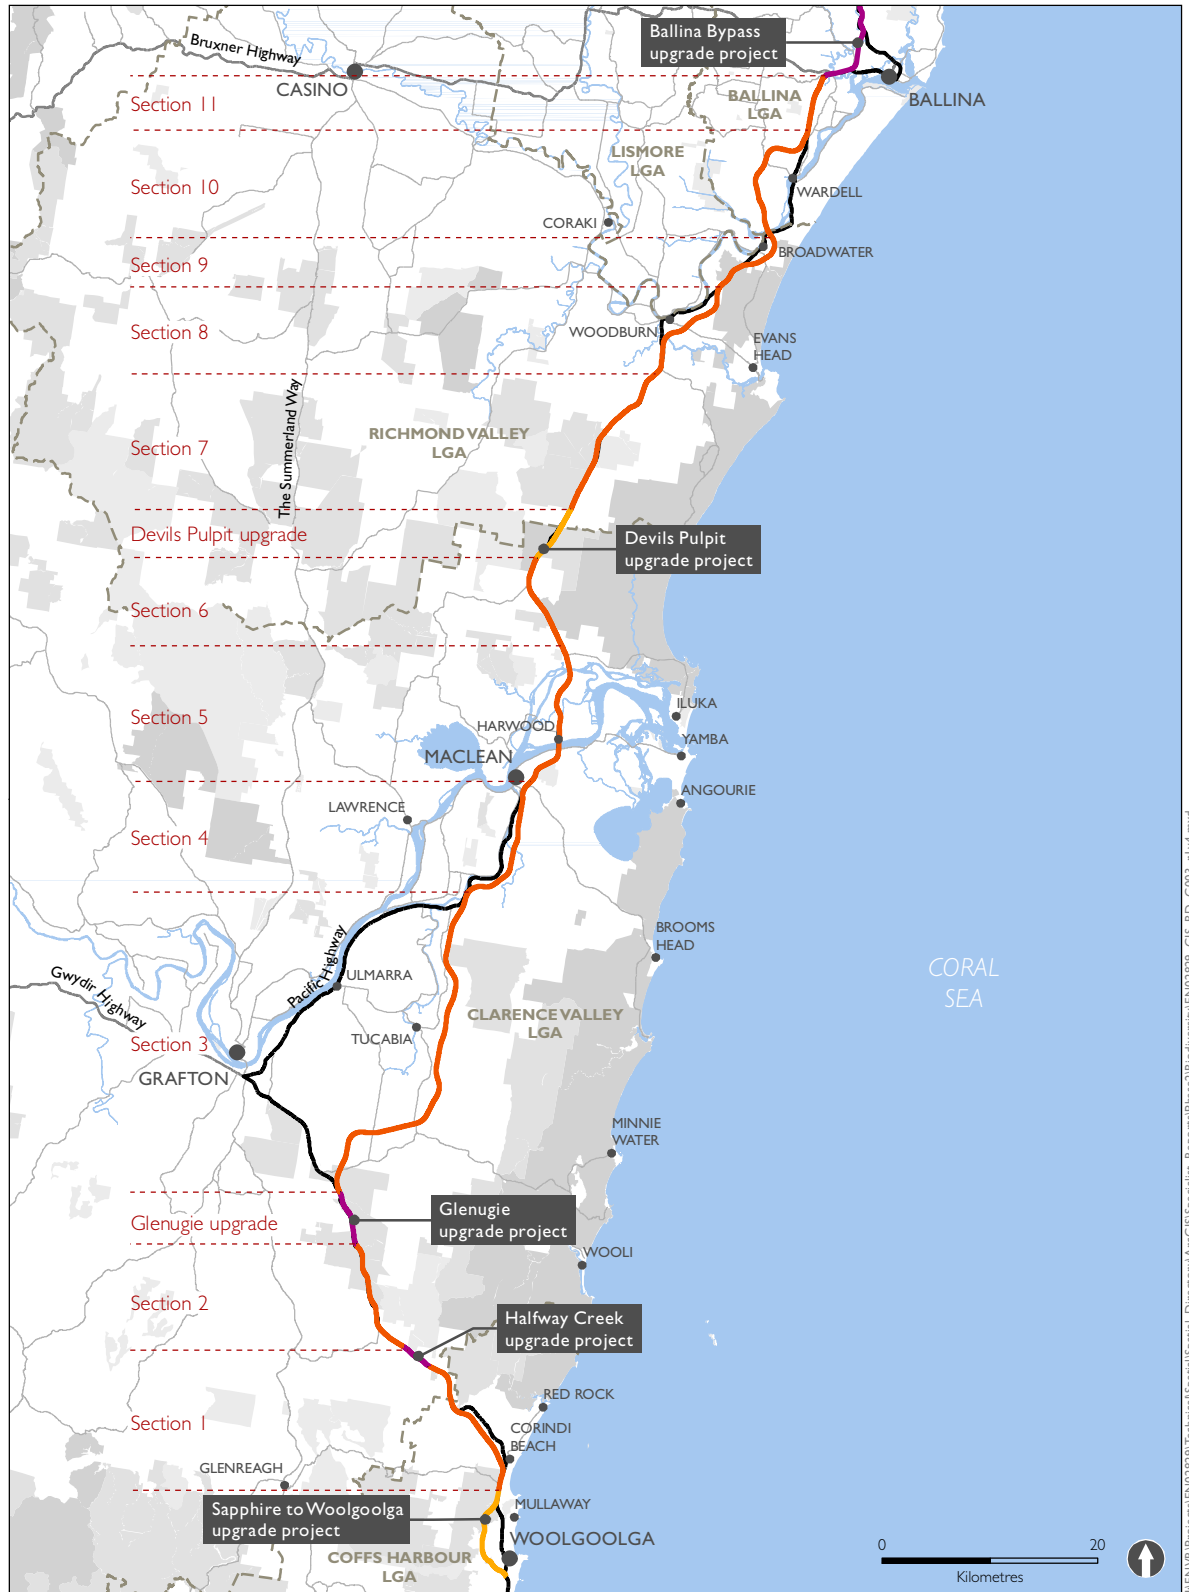 Ballina Bypass
upgrade project
Bruxner Highway
CASINO
BALLINA
LGA
BALLINA
Section 11
LISMORE
LGA
Section 10
WARDELL
CORAKI
BROADWATER
Section 9
Section 8
WOODBURN
EVANS
HEAD
The Summerland Way
RICHMOND VALLEY
LGA
Section 7
Devils Pulpit upgrade
Devils Pulpit
upgrade project
Section 6
ILUKA
Section 5
HARWOOD
YAMBA
MACLEAN
ANGOURIE
LAWRENCE
Section 4
BROOMS
HEAD
Pacific Highway
CORAL
SEA
ULMARRA
Gwydir Highway
CLARENCE VALLEY
LGA
TUCABIA
Section 3
GRAFTON
MINNIE
WATER
Glenugie upgrade
Glenugie
upgrade project
WOOLI
Section 2
Halfway Creek
upgrade project
RED ROCK
Section 1
CORINDI
BEACH
GLENREAGH
MULLAWAY
Sapphire to Woolgoolga
upgrade project
WOOLGOOLGA
COFFS HARBOUR
LGA
0 20
Kilometres